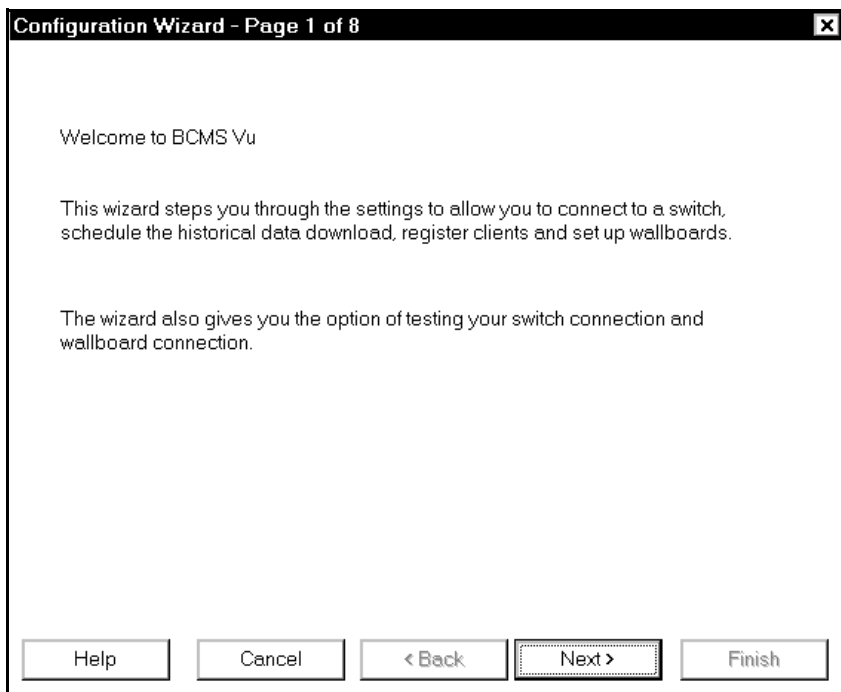 Configuration Wizard - Page 1 of 8
Welcome to BCMS Vu
This wizard steps you through the settings to allow you to connect to a switch,
schedule the historical data download, register clients and set up wallboards.
The wizard also gives you the option of testing your switch connection and
wallboard connection.
Help Cancel < Back Next > Finish